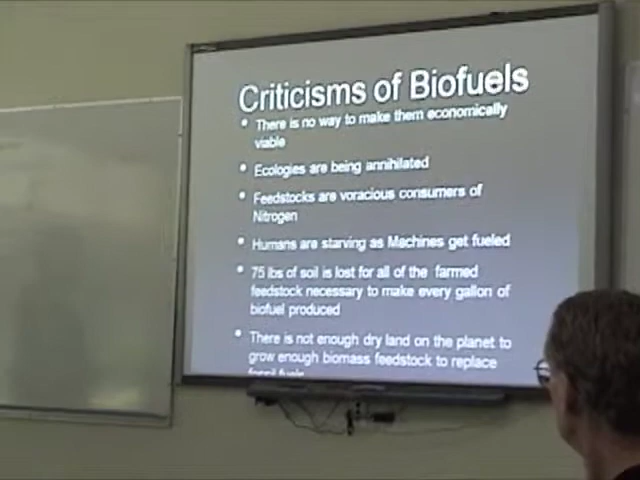 Criticisms of Biofuels
• There is no way to make them economically
viable
• Ecologies are being annihilated
• Feedstocks are voracious consumers of
Nitrogen
• Humans are starving as Machines get fueled
• 75 lbs of soil is lost for all of the farmed
feedstock necessary to make every gallon of
biofuel produced
• There is not enough dry land on the planet to
grow enough biomass feedstock to replace
fossil fuels